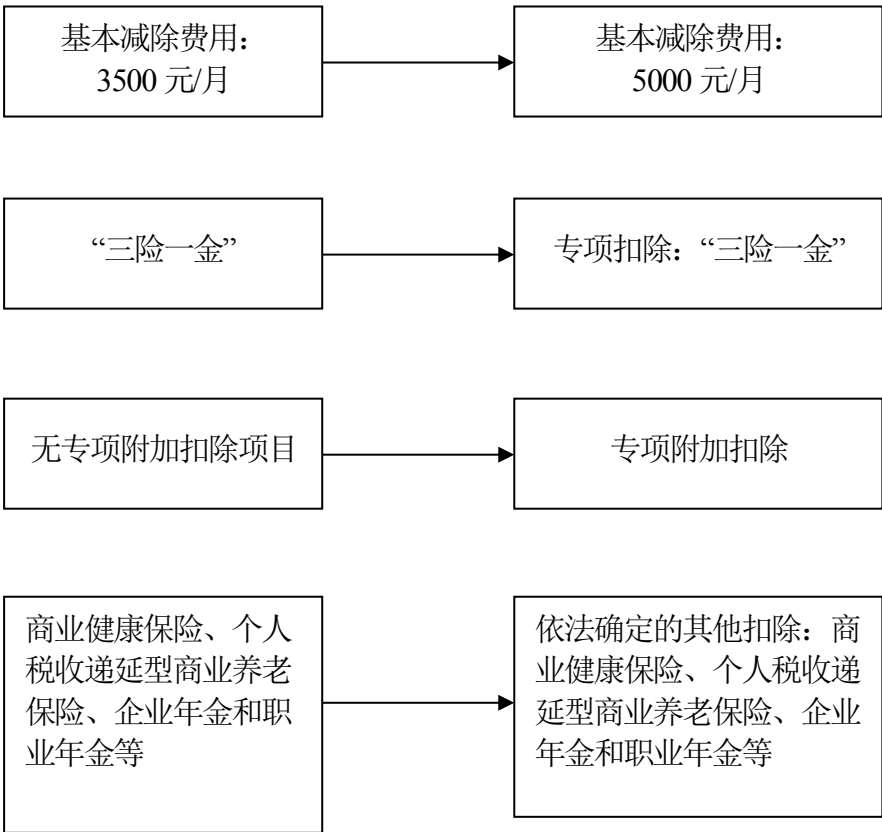 基本减除费用：
3500 元/月
基本减除费用：
5000 元/月
“三险一金”
专项扣除：“三险一金”
无专项附加扣除项目
专项附加扣除
商业健康保险、个人
税收递延型商业养老
保险、企业年金和职
业年金等
依法确定的其他扣除：商
业健康保险、个人税收递
延型商业养老保险、企业
年金和职业年金等